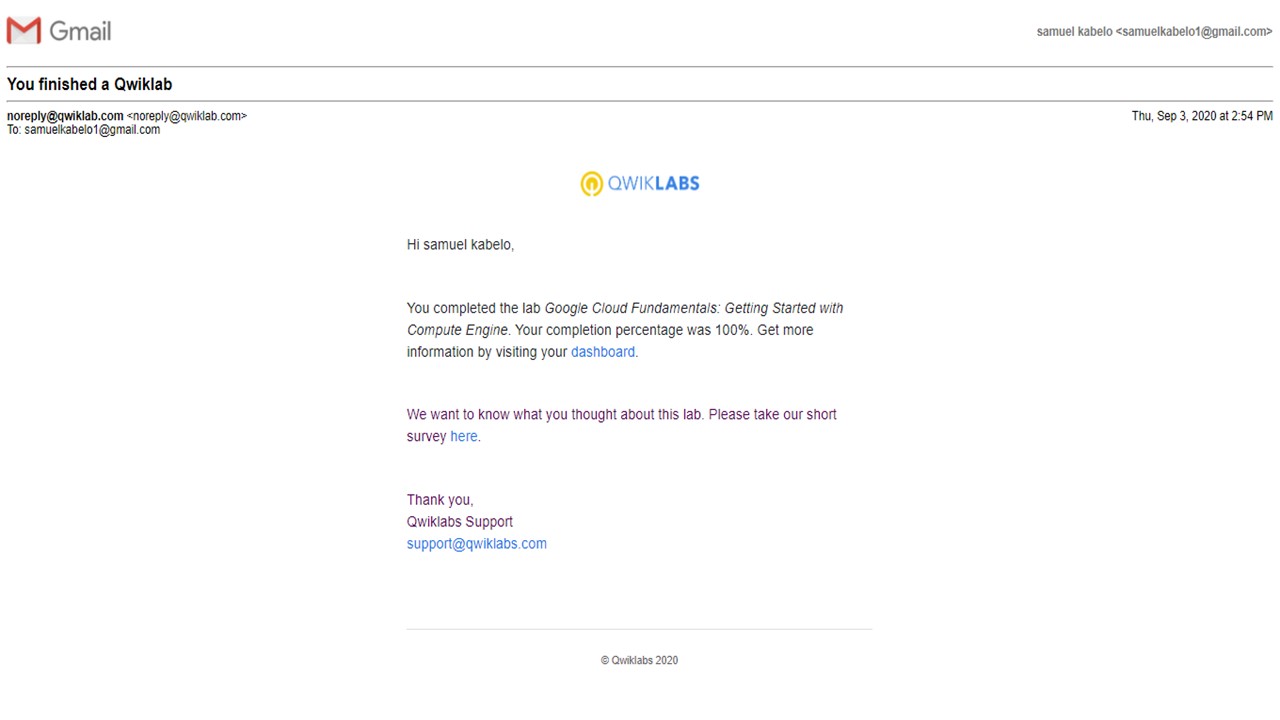 Gmail
samuel kabelo <samuelkabelo1@gmail.com>
You finished a Qwiklab
noreply@qwiklab.com <noreply@qwiklab.com>
Thu, Sep 3, 2020 at 2:54 PM
To: samuelkabelo1@gmail.com
QWIKLABS
Hi samuel kabelo,
You completed the lab Google Cloud Fundamentals: Getting Started with
Compute Engine. Your completion percentage was 100%. Get more
information by visiting your dashboard.
We want to know what you thought about this lab. Please take our short
survey here.
Thank you,
Qwiklabs Support
support@qwiklabs.com
© Qwiklabs 2020